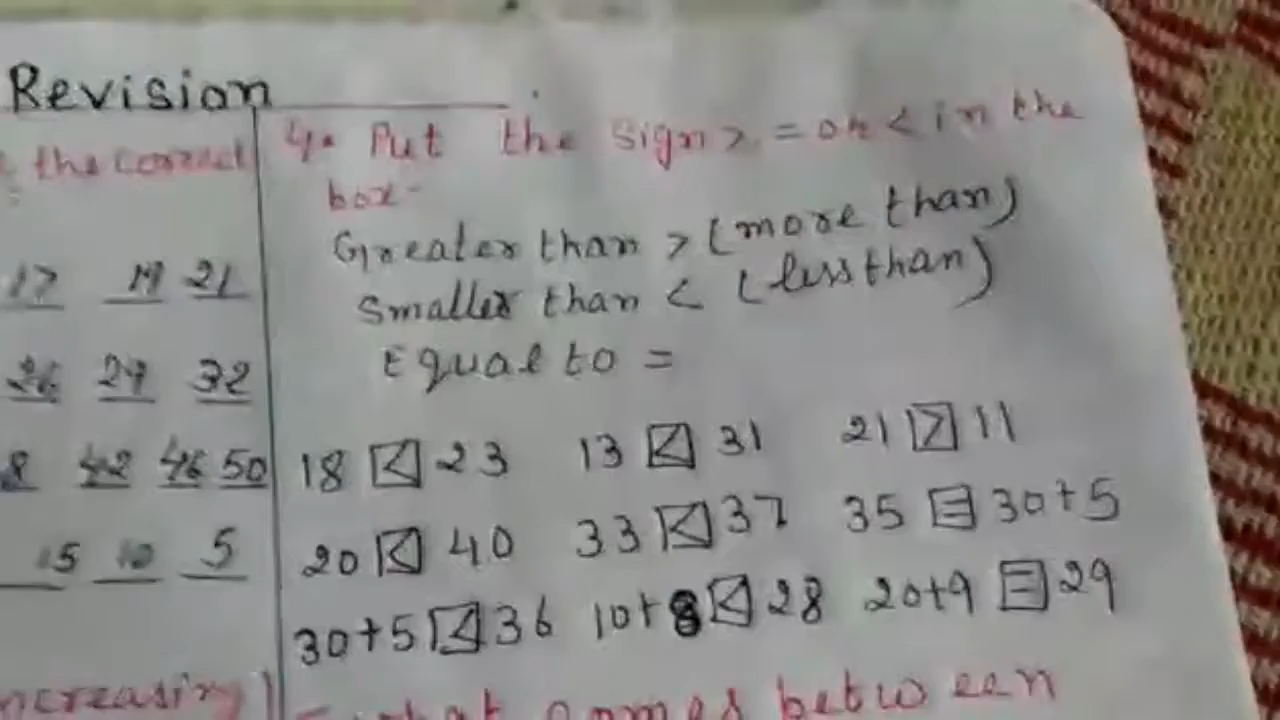 Revision
the correct
17 19 21
26 29 32
8 42 46 50
15 10 5
ncreasing
4. Put the sign >, = or < in the
box-
Greater than > (more than)
Smaller than < (less than)
Equal to =
18 < 23 13 < 31 21 > 11
20 < 40 33 < 37 35 = 30+5
30+5 < 36 10+8 < 28 20+9 = 29
what comes between